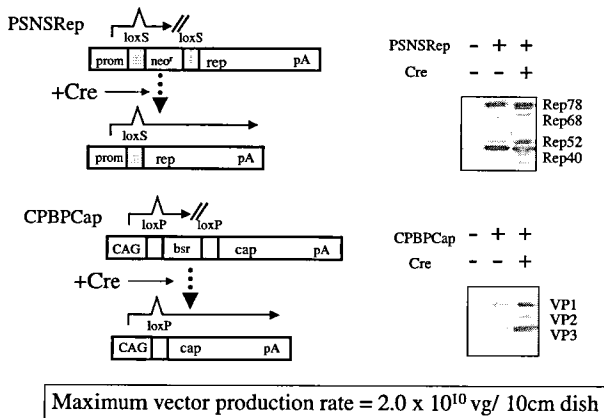 PSNSRep
loxS
loxS
prom neoʳ rep pA
+Cre
loxS
prom rep pA
PSNSRep - + +
Cre - - +
Rep78
Rep68
Rep52
Rep40
CPBPCap
loxP
loxP
CAG bsr cap pA
+Cre
loxP
CAG cap pA
CPBPCap - + +
Cre - - +
VP1
VP2
VP3
Maximum vector production rate = 2.0 x 10¹⁰ vg/ 10cm dish